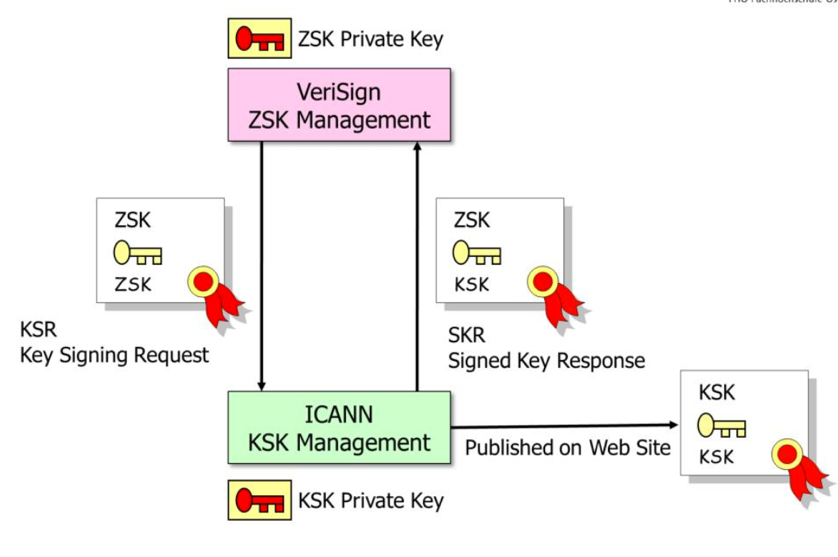 ZSK Private Key
VeriSign
ZSK Management
ZSK
ZSK
KSR
Key Signing Request
ZSK
KSK
SKR
Signed Key Response
ICANN
KSK Management
Published on Web Site
KSK
KSK
KSK Private Key